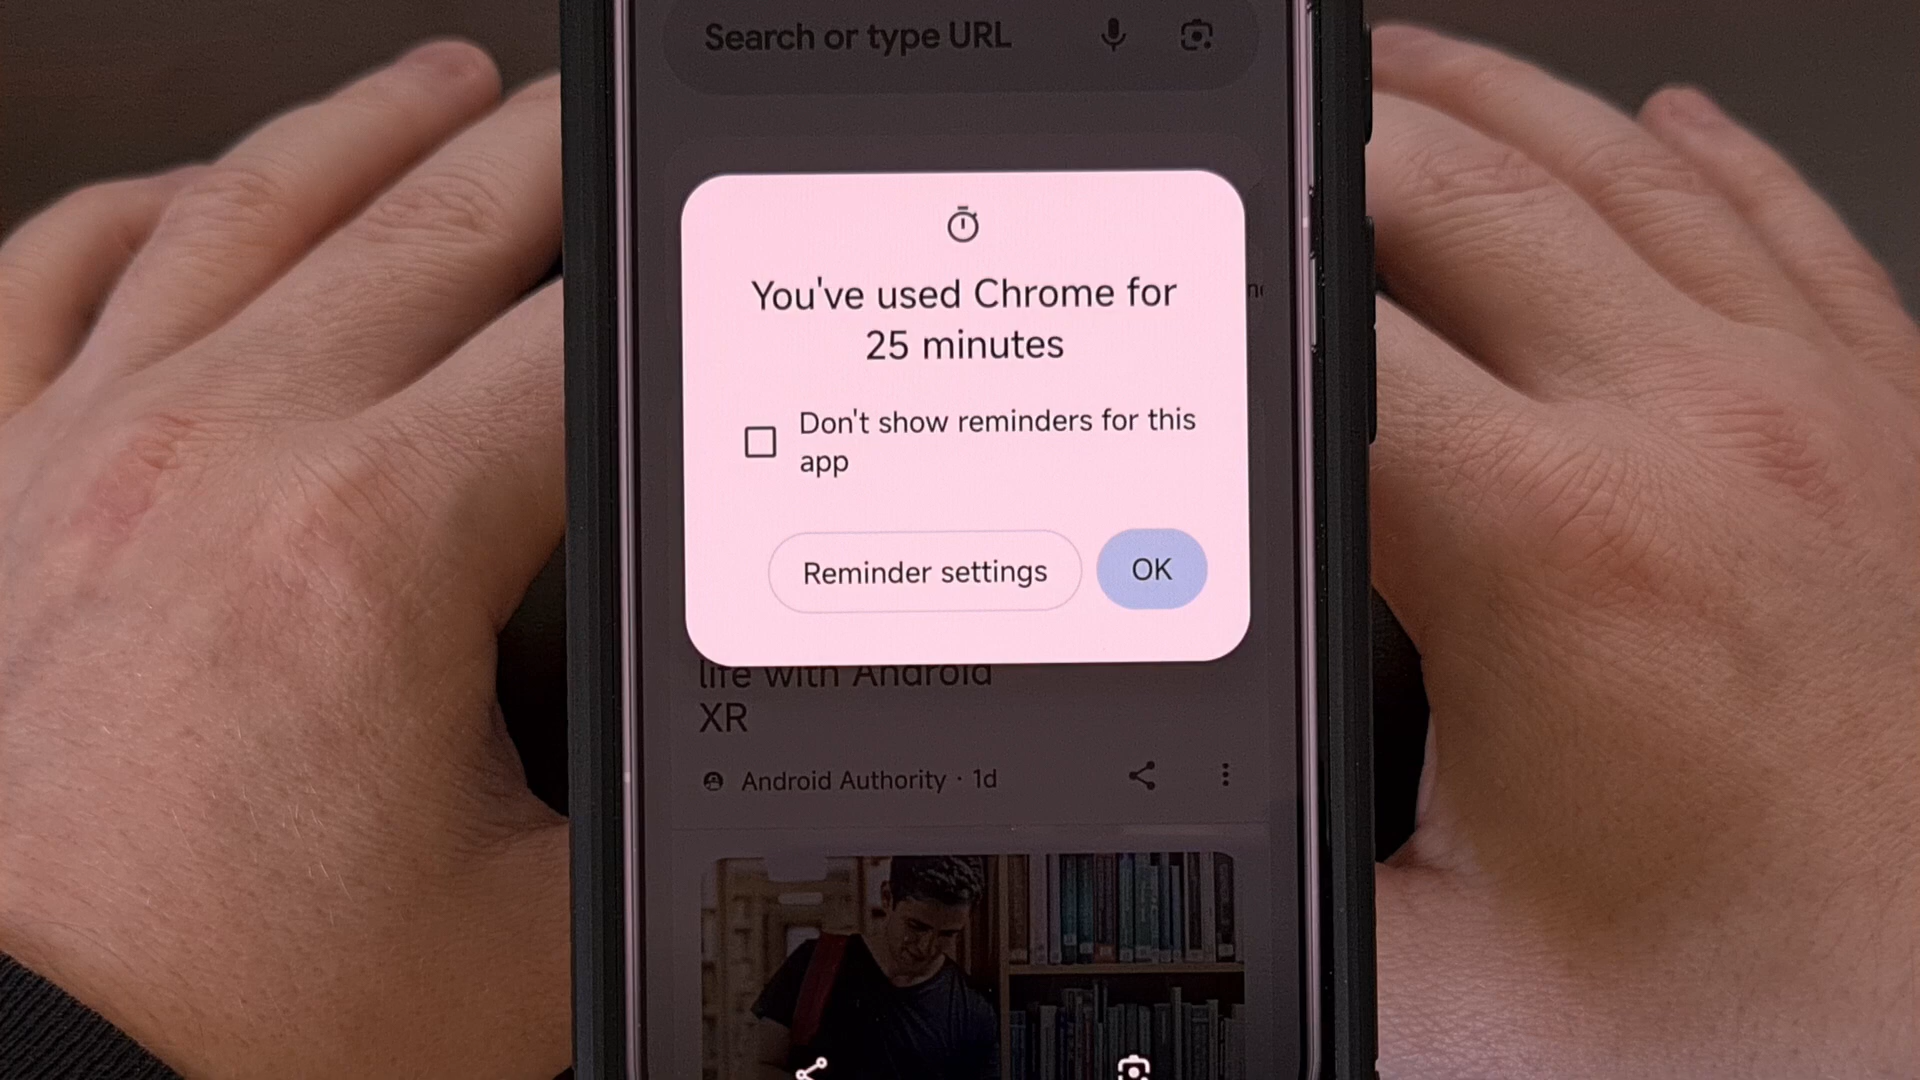 Search or type URL
You've used Chrome for
25 minutes
Don't show reminders for this
app
Reminder settings
OK
life with Android
XR
Android Authority · 1d